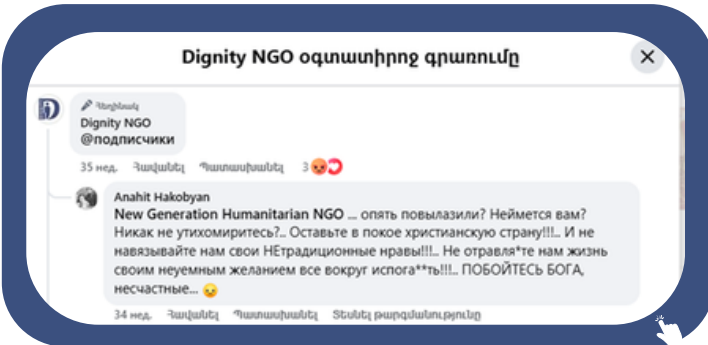 Dignity NGO օգտատիրոջ գրառումը
Հեղինակ
Dignity NGO
@подписчики
35 нед. Հավանել Պատասխանել 3
Anahit Hakobyan
New Generation Humanitarian NGO ... опять повылазили? Неймется вам?
Никак не утихомиритесь?.. Оставьте в покое христианскую страну!!!.. И не
навязывайте нам свои НЕтрадиционные нравы!!!.. Не отравля*те нам жизнь
своим неуемным желанием все вокруг испога**ть!!!.. ПОБОЙТЕСЬ БОГА,
несчастные...
34 нед. Հավանել Պատասխանել Տեսնել թարգմանությունը